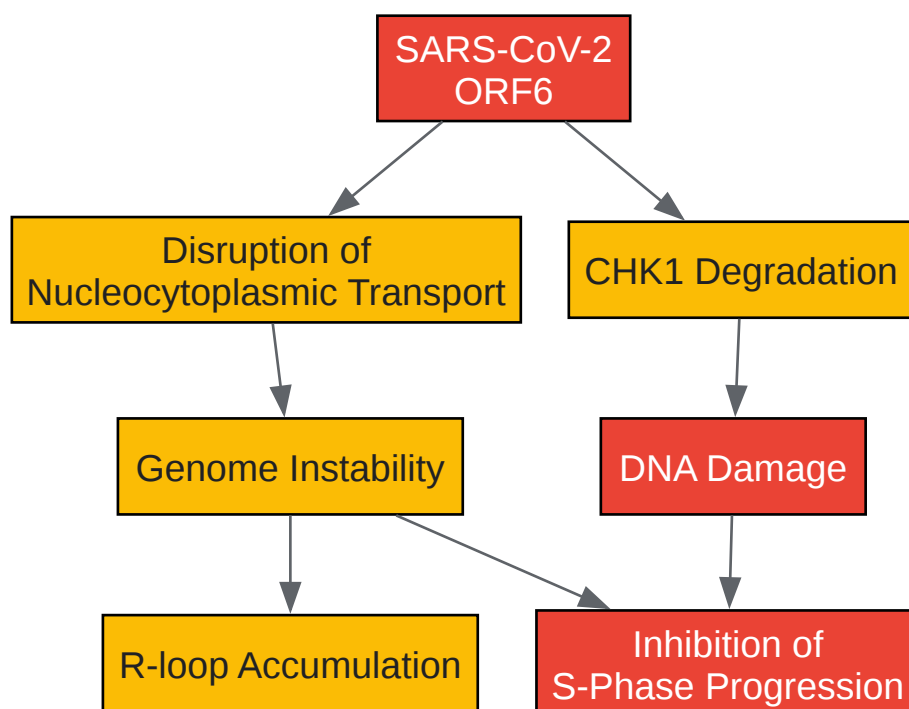 SARS-CoV-2
ORF6
Disruption of
Nucleocytoplasmic Transport
CHK1 Degradation
Genome Instability
DNA Damage
R-loop Accumulation
Inhibition of
S-Phase Progression